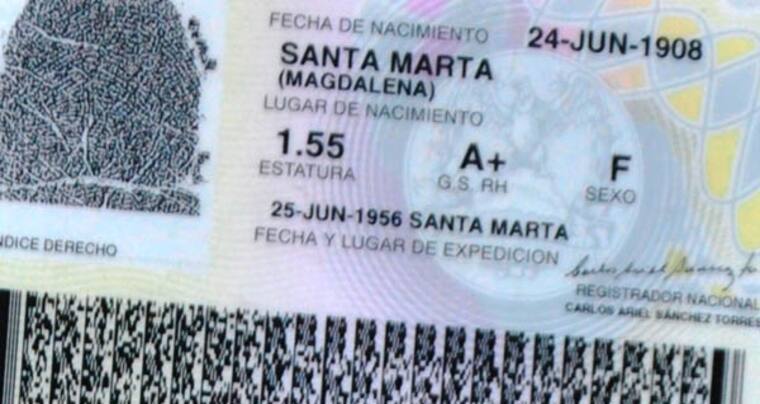 FECHA DE NACIMIENTO 24-JUN-1908
SANTA MARTA
(MAGDALENA)
LUGAR DE NACIMIENTO
1.55 A+ F
ESTATURA G.S. RH SEXO
25-JUN-1956 SANTA MARTA
FECHA Y LUGAR DE EXPEDICION
NDICE DERECHO
REGISTRADOR NACIONAL
CARLOS ARIEL SÁNCHEZ TORRES